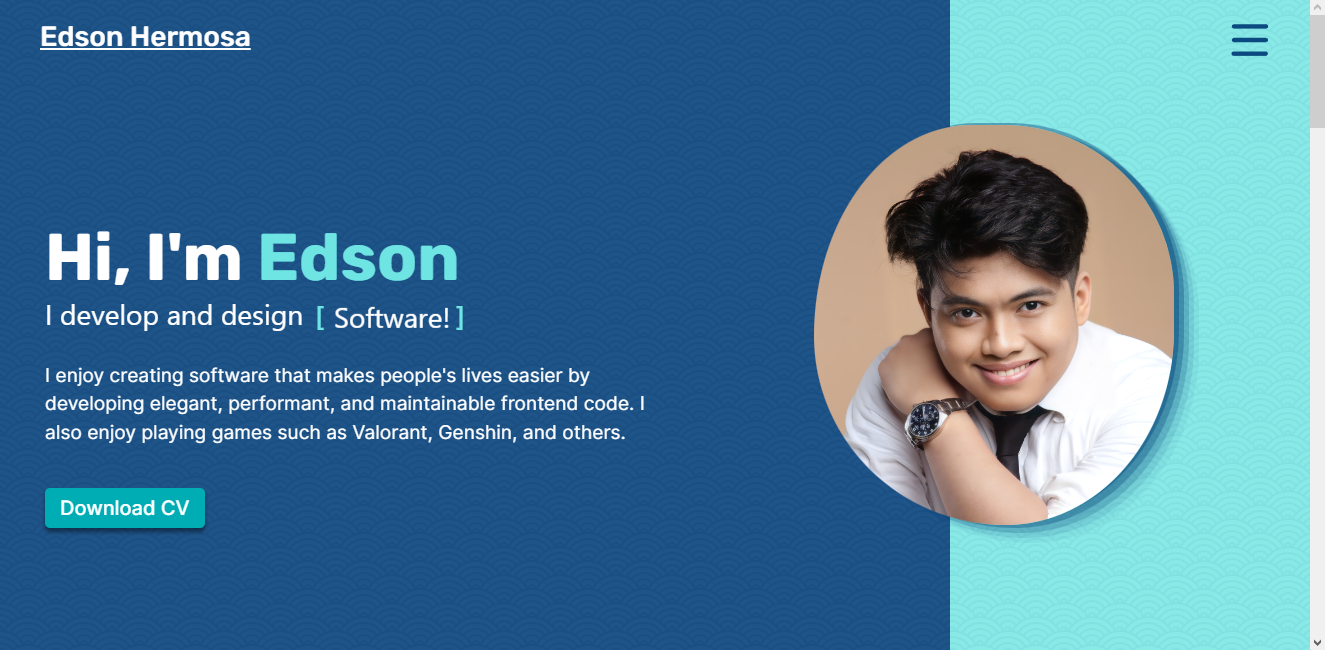 Edson Hermosa
Hi, I'm Edson
I develop and design [ Software! ]
I enjoy creating software that makes people's lives easier by
developing elegant, performant, and maintainable frontend code. I
also enjoy playing games such as Valorant, Genshin, and others.
Download CV